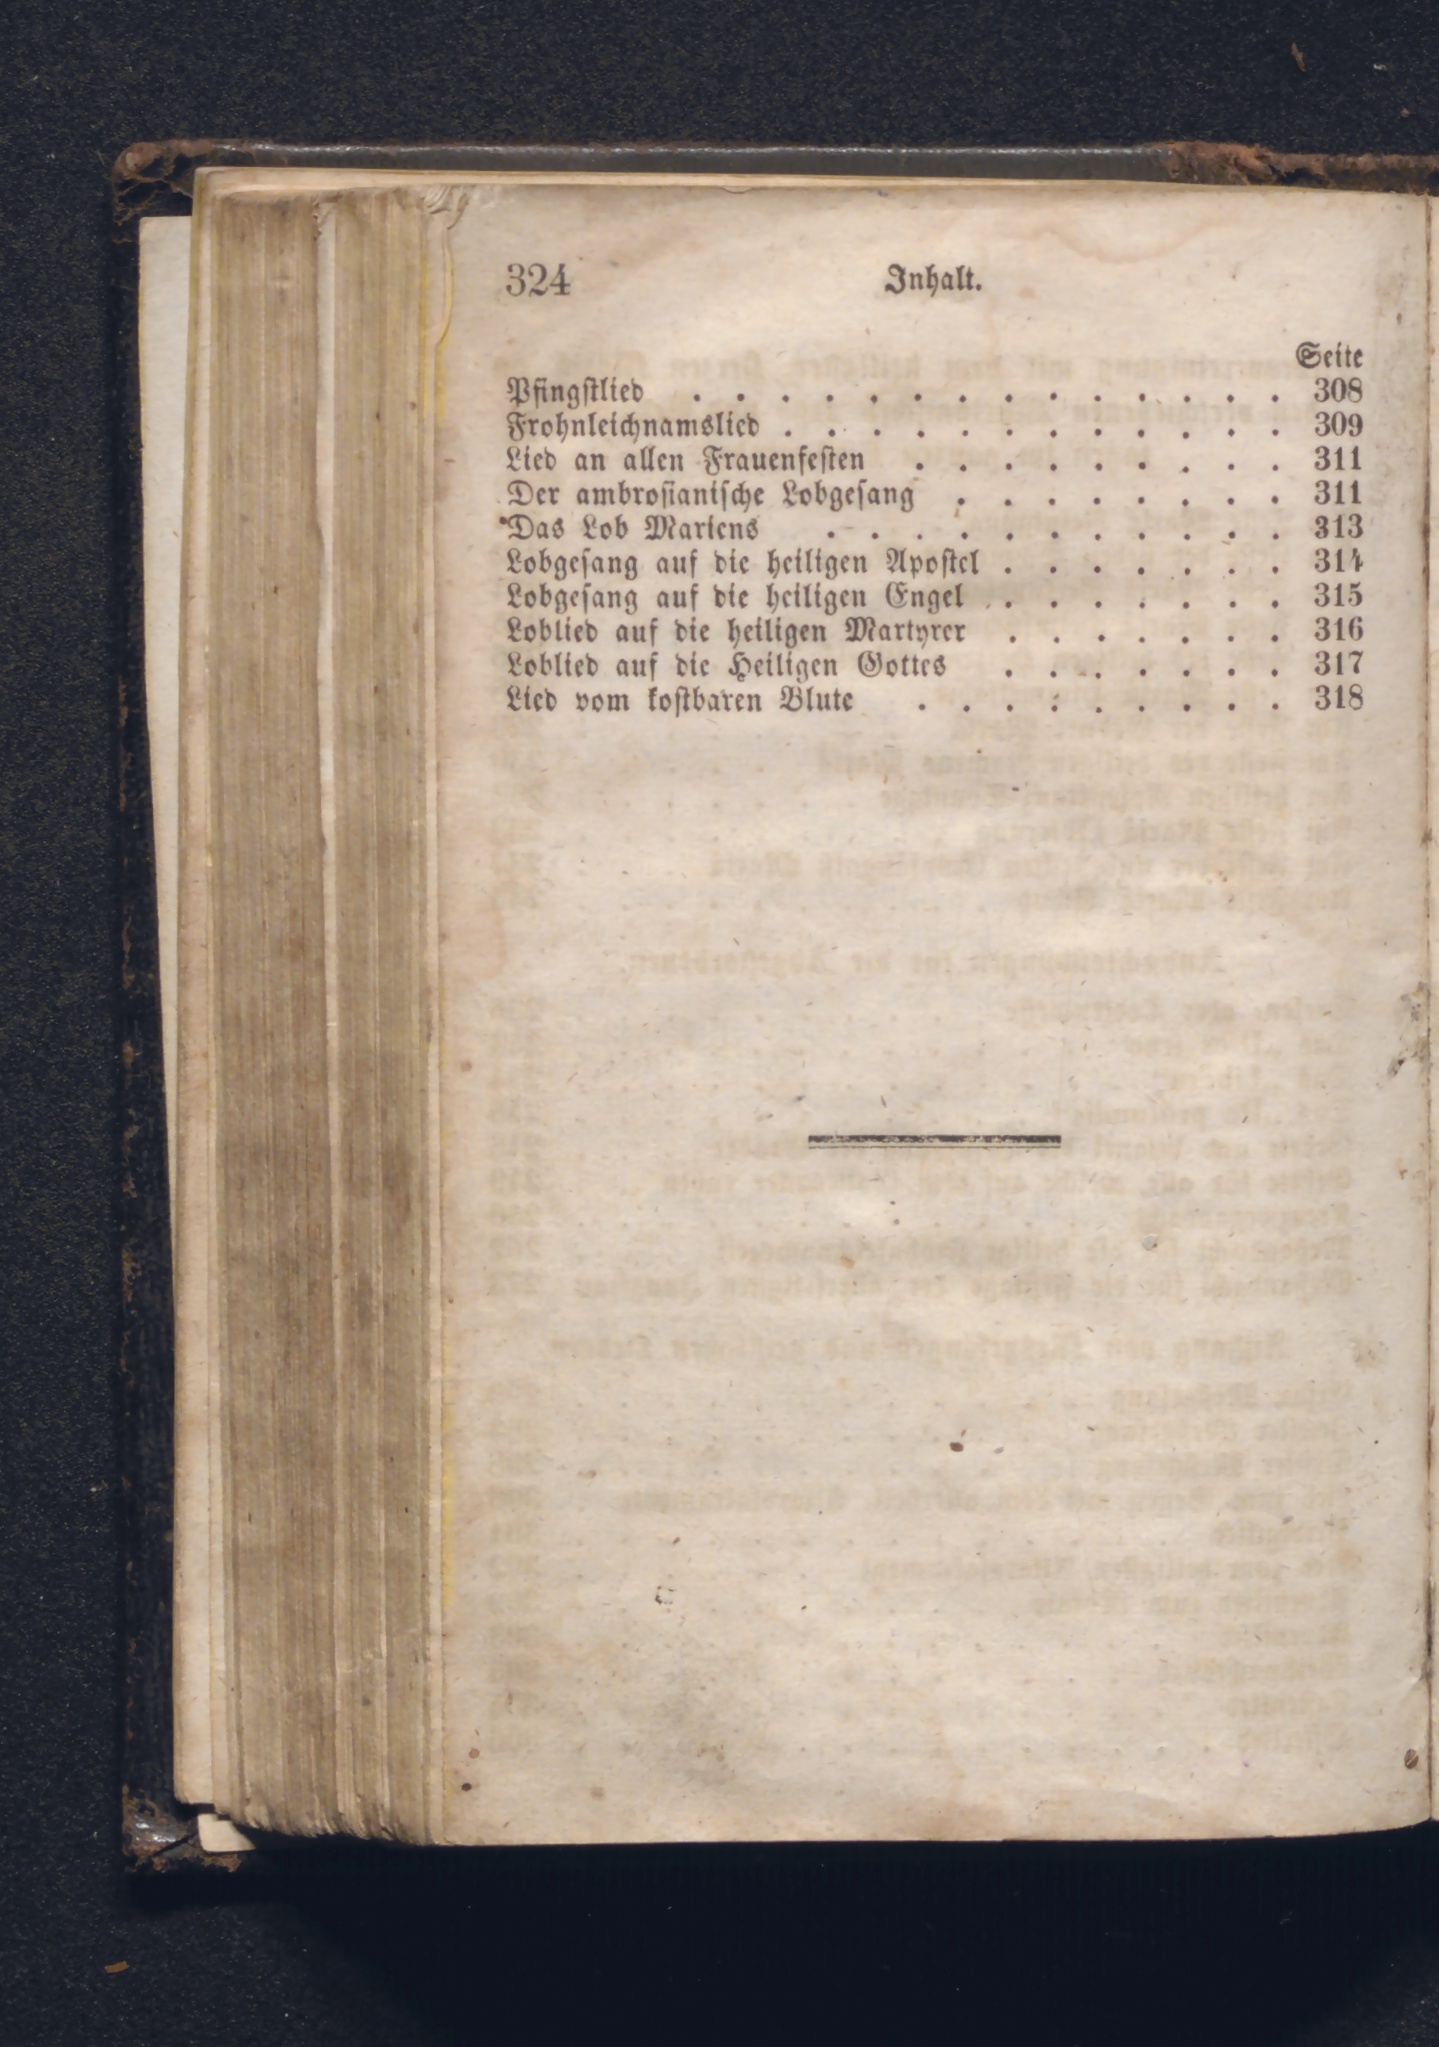 324 Inhalt.
Seite
Pfingstlied . . . . . . . . . . . . . . 308
Frohnleichnamslied . . . . . . . . . . . . 309
Lied an allen Frauenfesten . . . . . . . . . 311
Der ambrosianische Lobgesang . . . . . . . . 311
Das Lob Mariens . . . . . . . . . . . 313
Lobgesang auf die heiligen Apostel . . . . . . . 314
Lobgesang auf die heiligen Engel . . . . . . . 315
Loblied auf die heiligen Martyrer . . . . . . . 316
Loblied auf die Heiligen Gottes . . . . . . . 317
Lied vom kostbaren Blute . . . . . . . . . 318